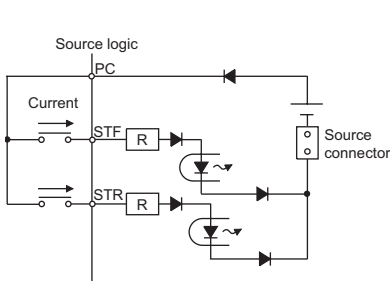 Source logic
PC
Current
STF
R
Source
connector
STR
R